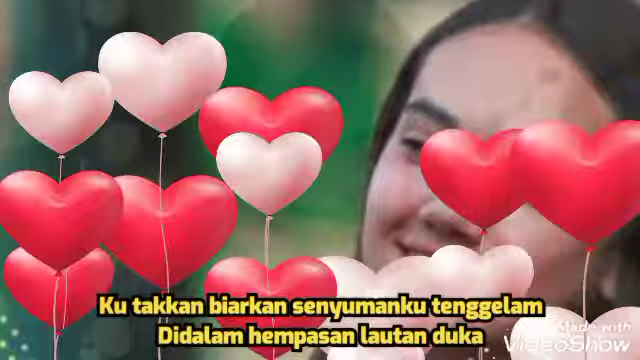 Ku takkan biarkan senyumanku tenggelam
Didalam hempasan lautan duka
Made with
VideoShow